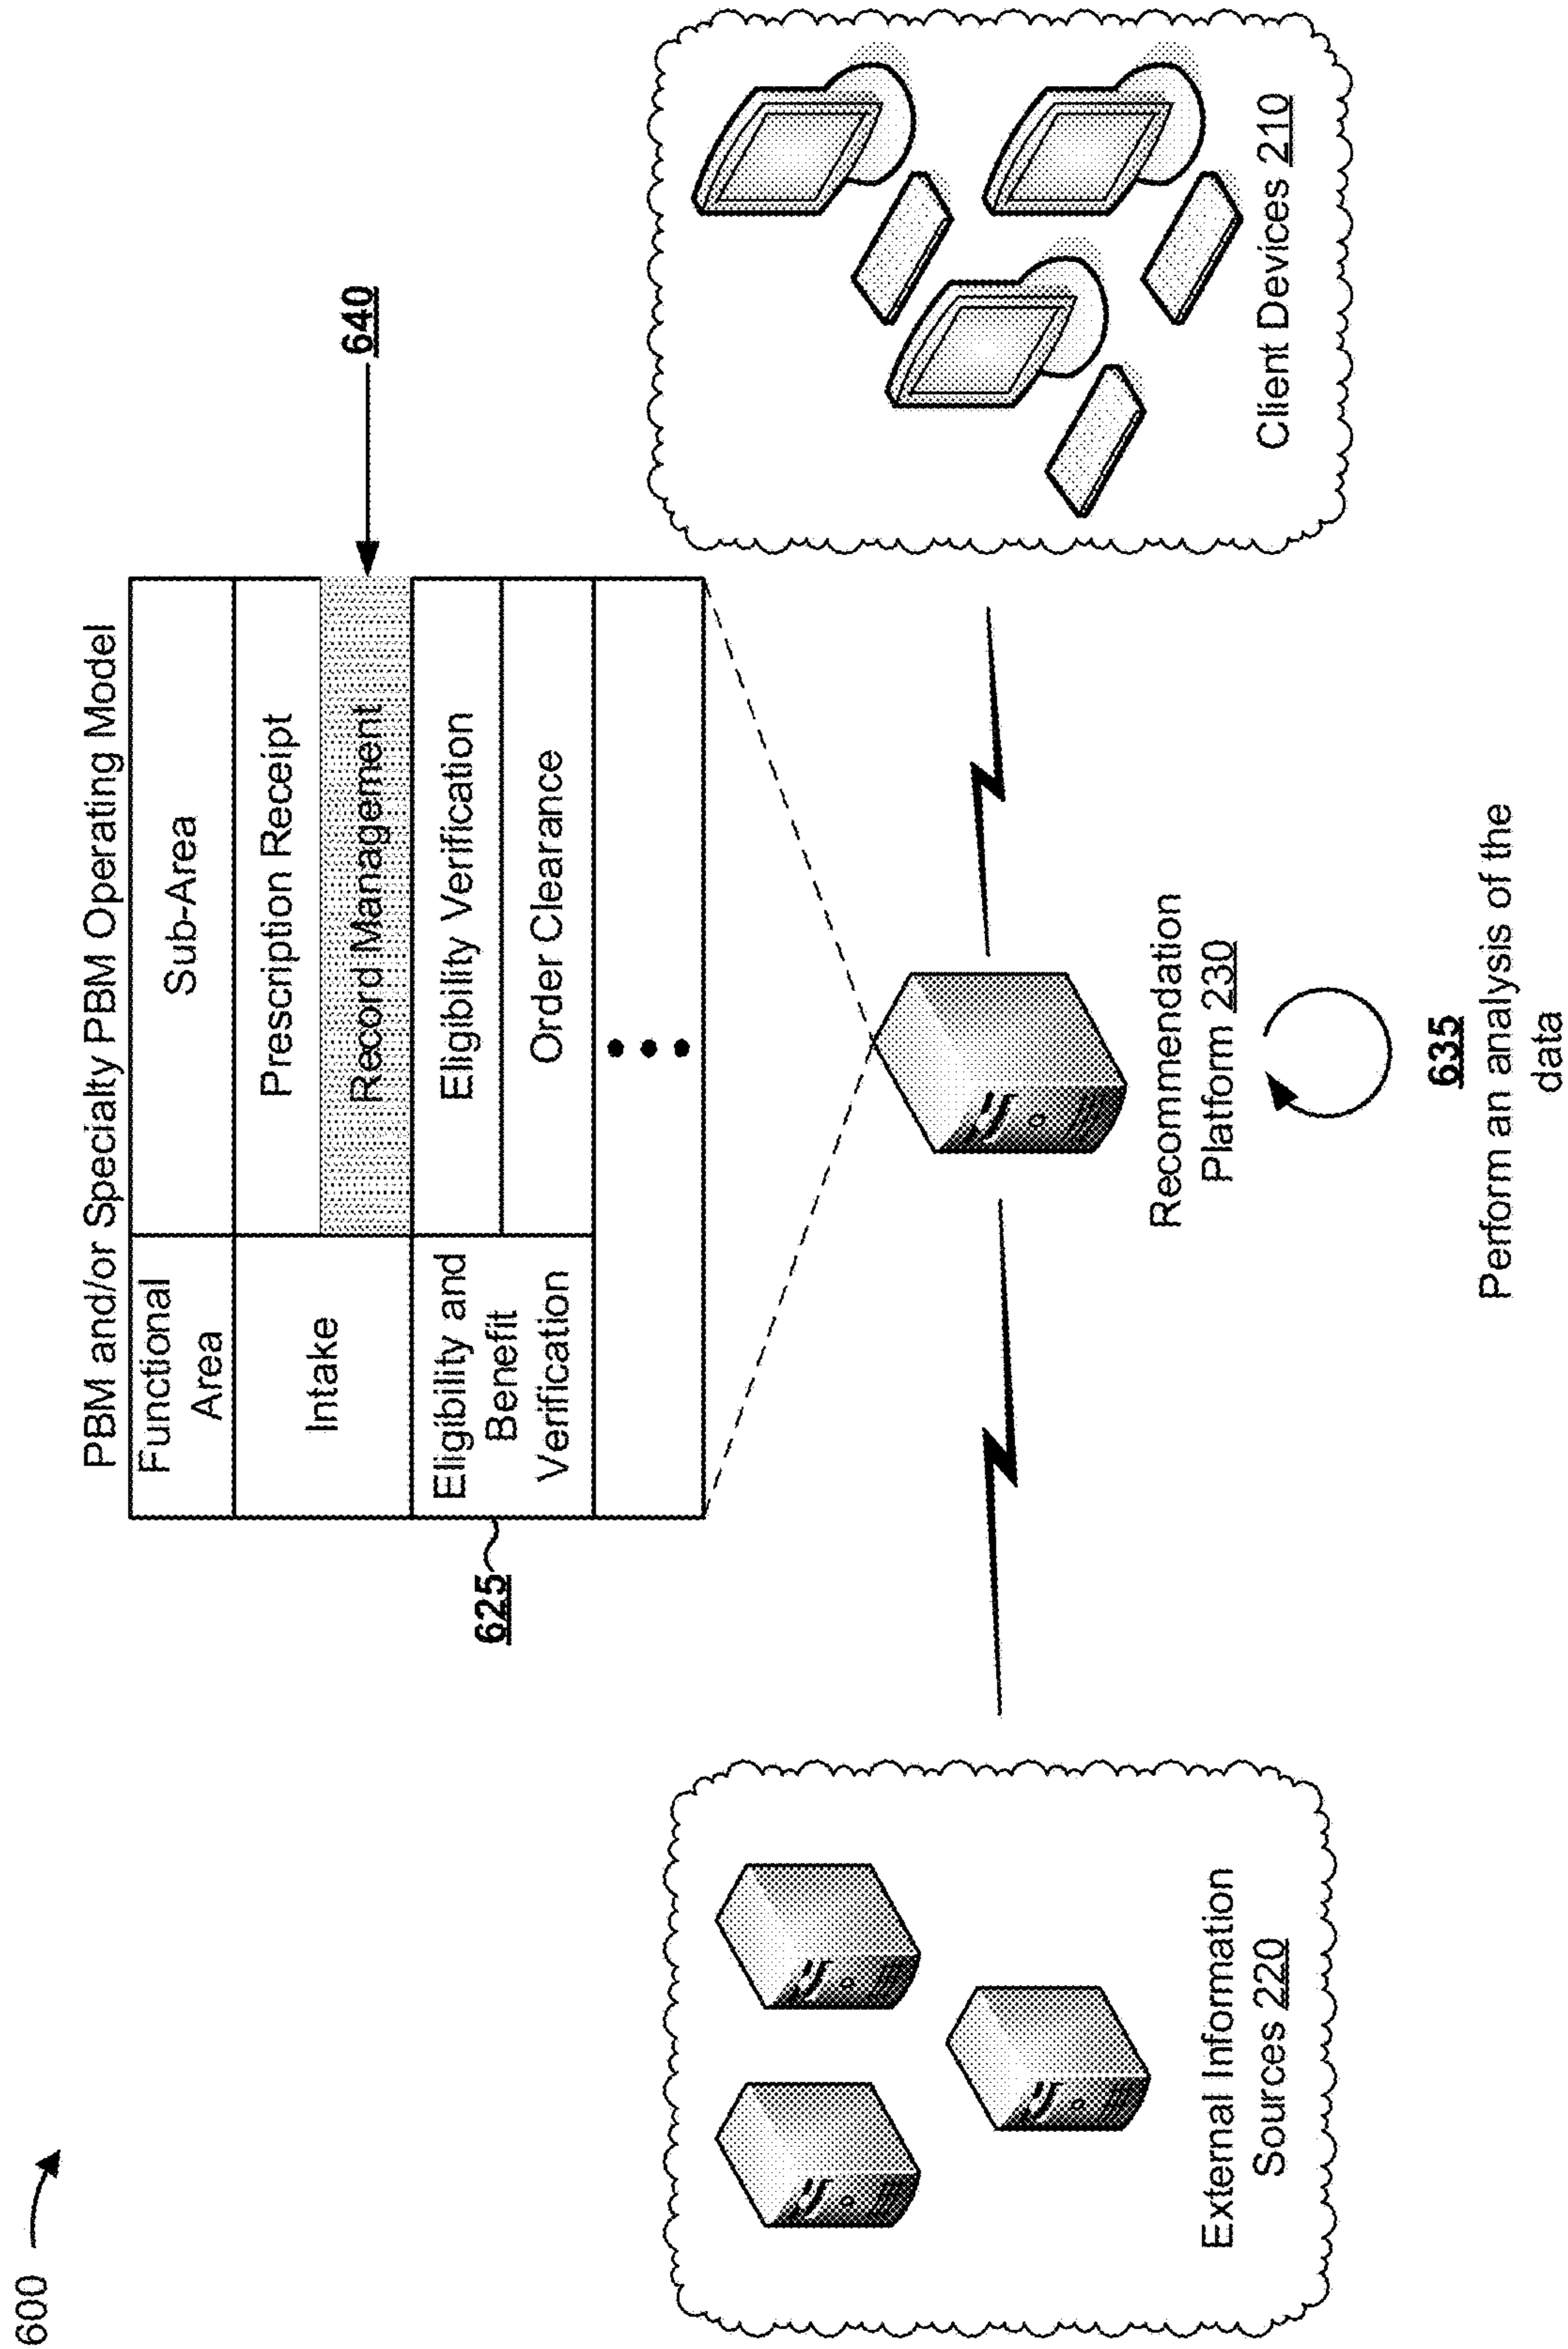 600
PBM and/or Specialty PBM Operating Model
Functional
Area
Sub-Area
Intake
Prescription Receipt
Record Management
640
625
Eligibility and
Benefit
Verification
Eligibility Verification
Order Clearance
External Information
Sources 220
Recommendation
Platform 230
Client Devices 210
635
Perform an analysis of the
data